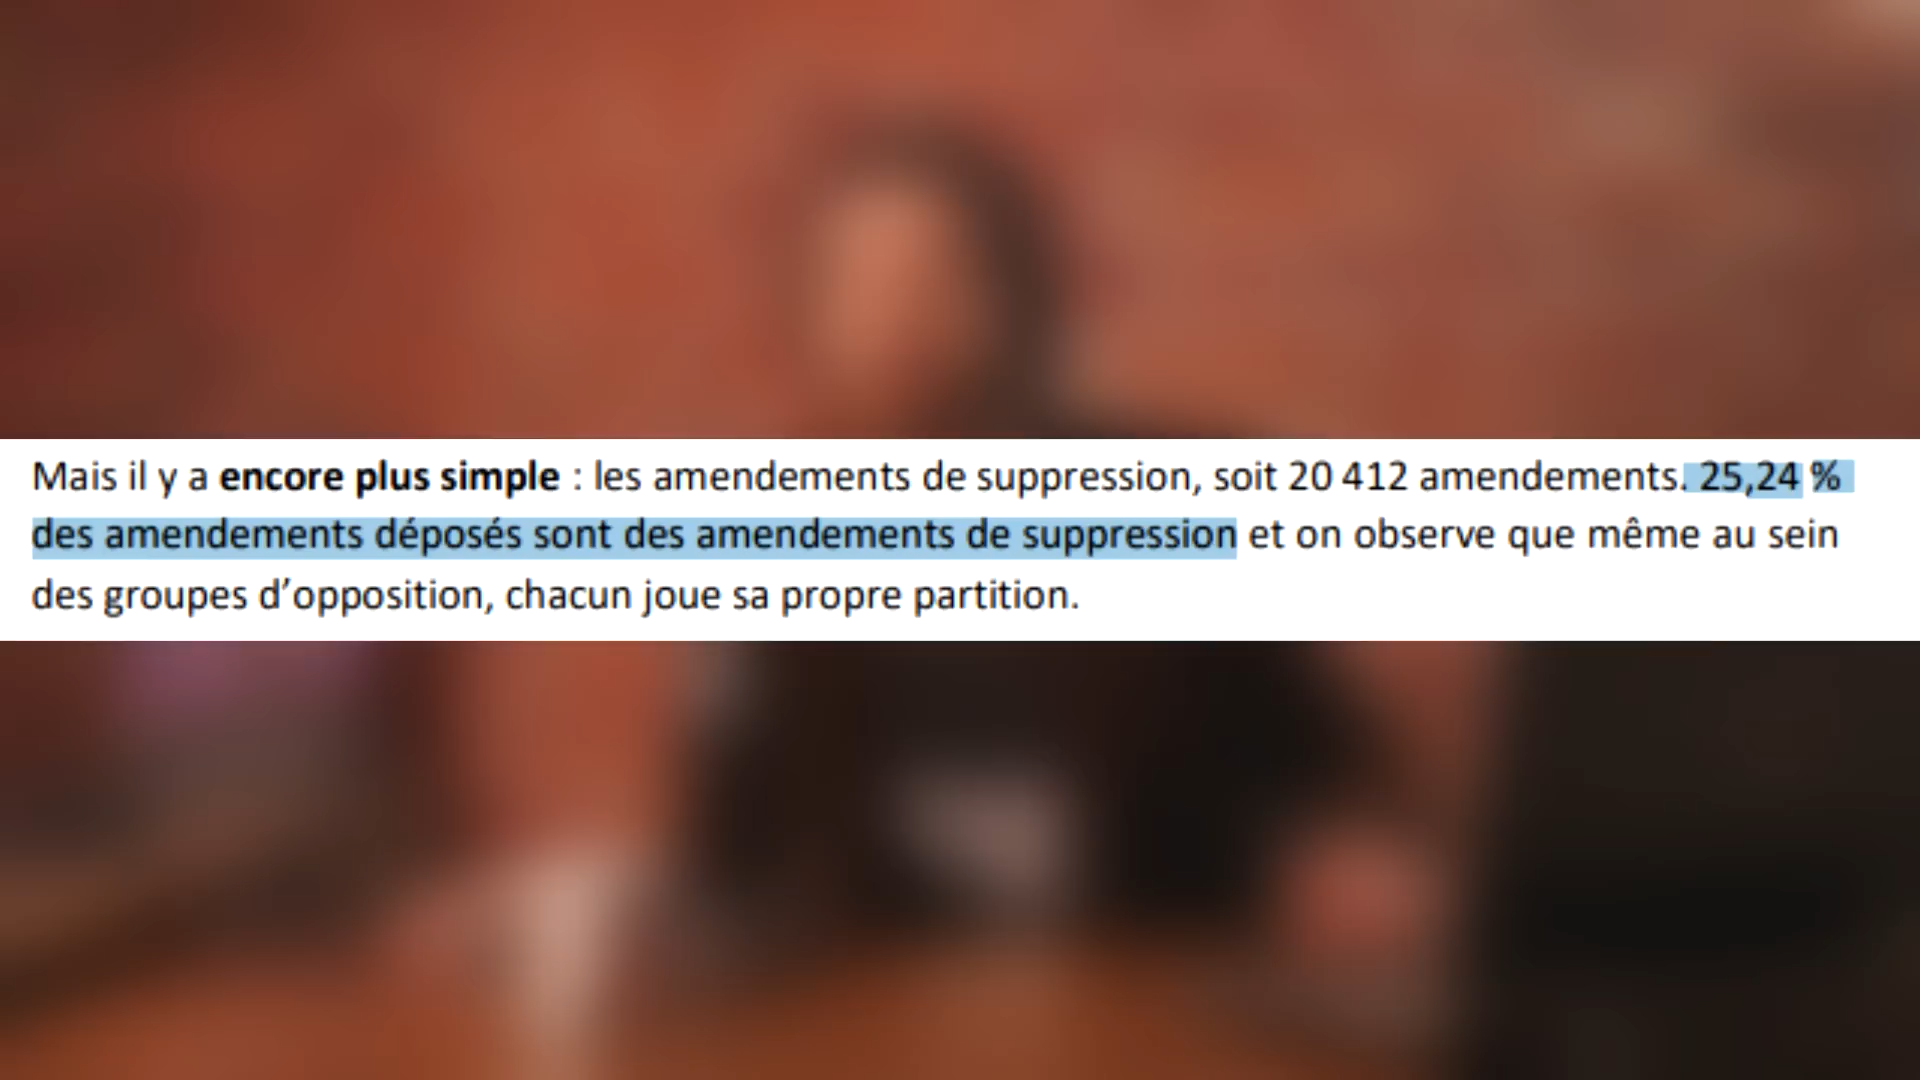 Mais il y a encore plus simple : les amendements de suppression, soit 20 412 amendements. 25,24 %
des amendements déposés sont des amendements de suppression et on observe que même au sein
des groupes d’opposition, chacun joue sa propre partition.